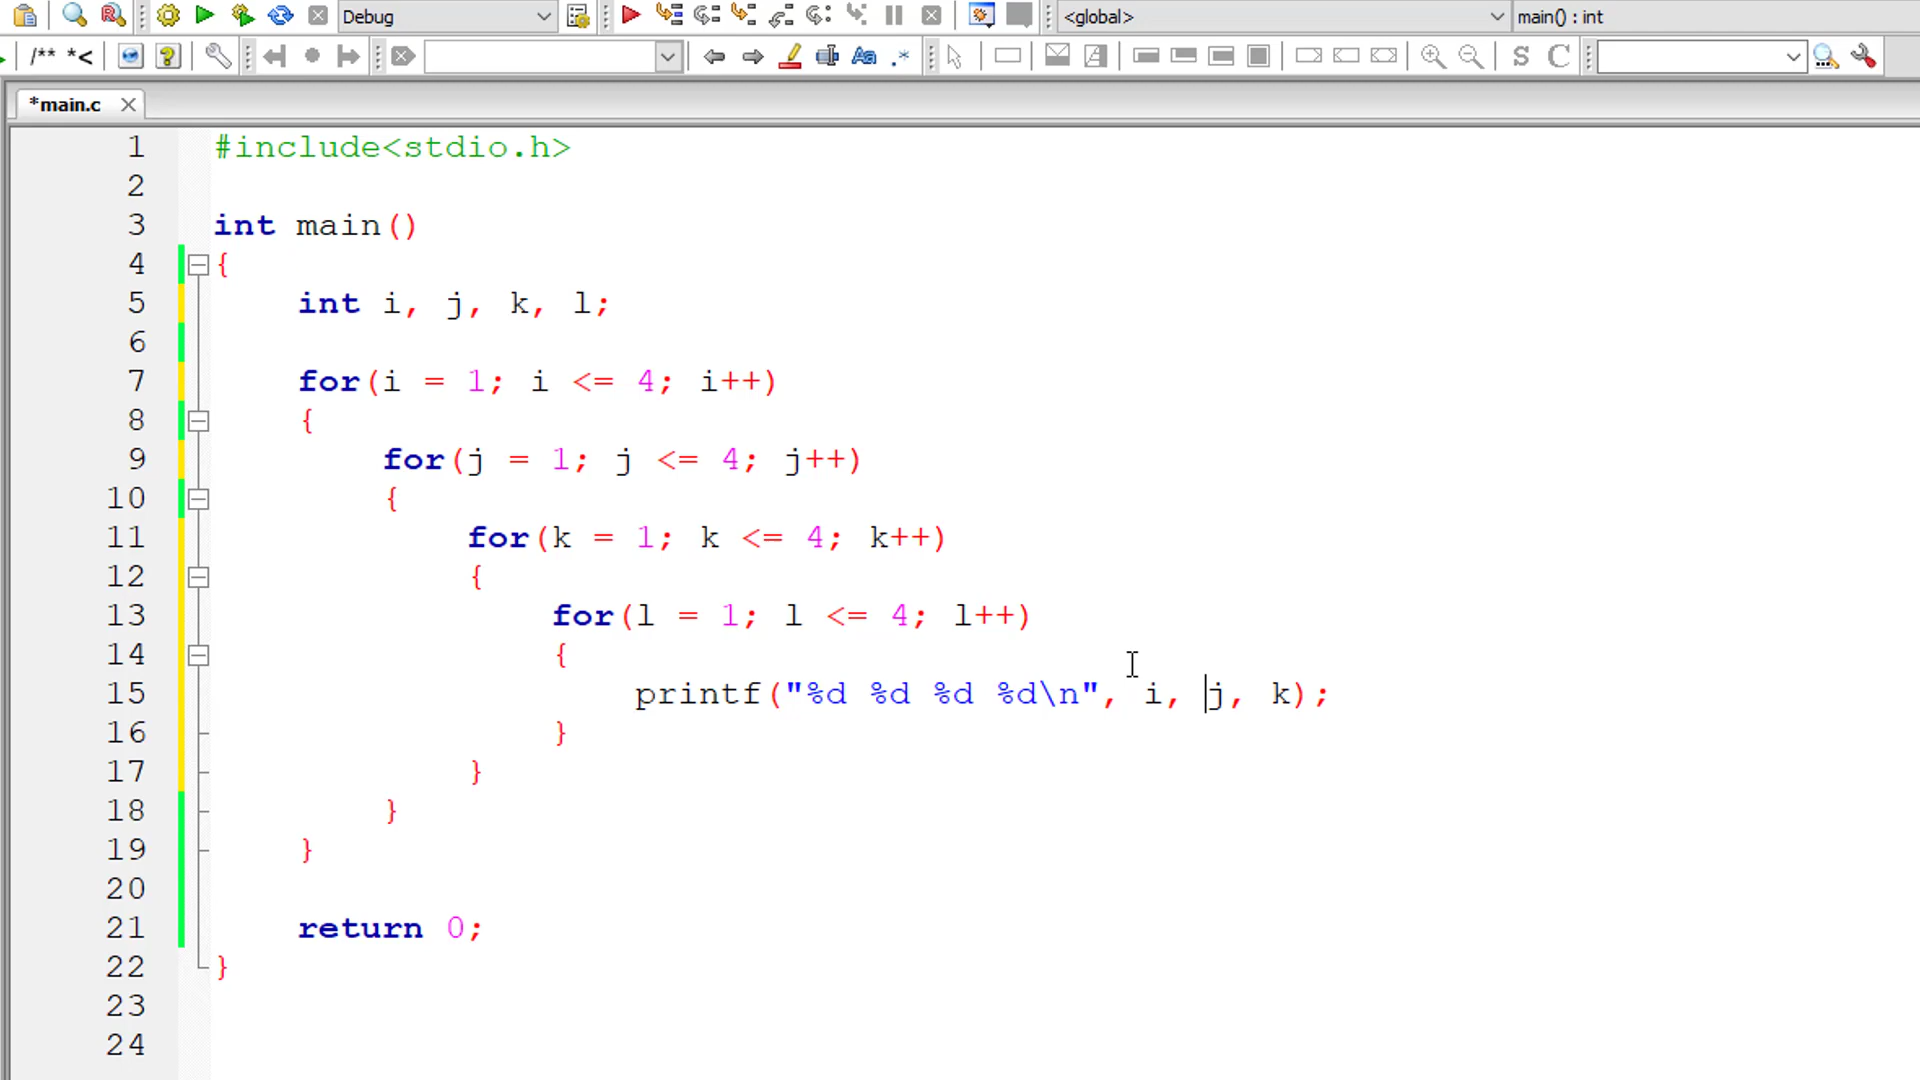 Debug <global> main() : int
/** *< Aa .* S C
*main.c
1 #include<stdio.h>
2
3 int main()
4 {
5 int i, j, k, l;
6
7 for(i = 1; i <= 4; i++)
8 {
9 for(j = 1; j <= 4; j++)
10 {
11 for(k = 1; k <= 4; k++)
12 {
13 for(l = 1; l <= 4; l++)
14 {
15 printf("%d %d %d %d\n", i, j, k);
16 }
17 }
18 }
19 }
20
21 return 0;
22 }
23
24